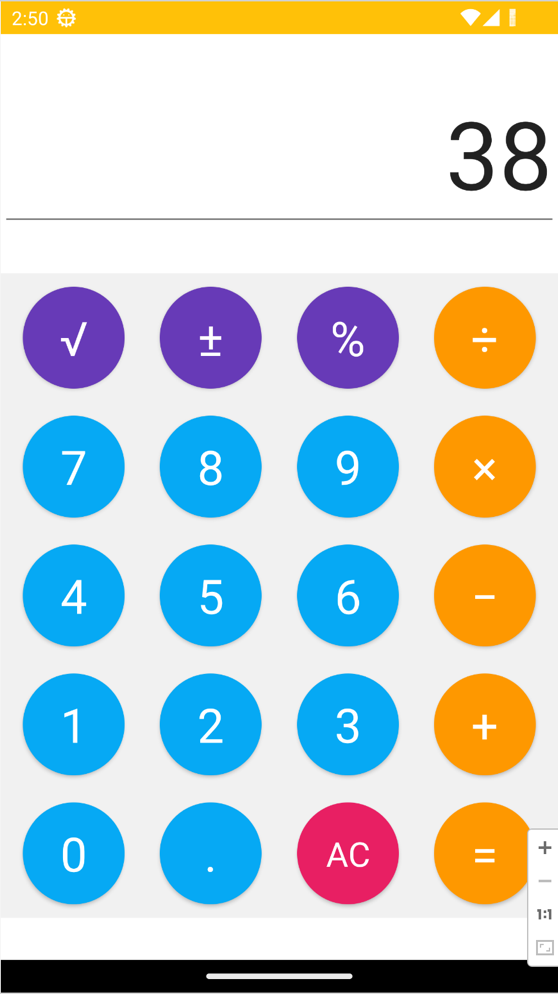 2:50
38
√ ± % ÷
7 8 9 ×
4 5 6 −
1 2 3 +
0 . AC =
+
−
1:1